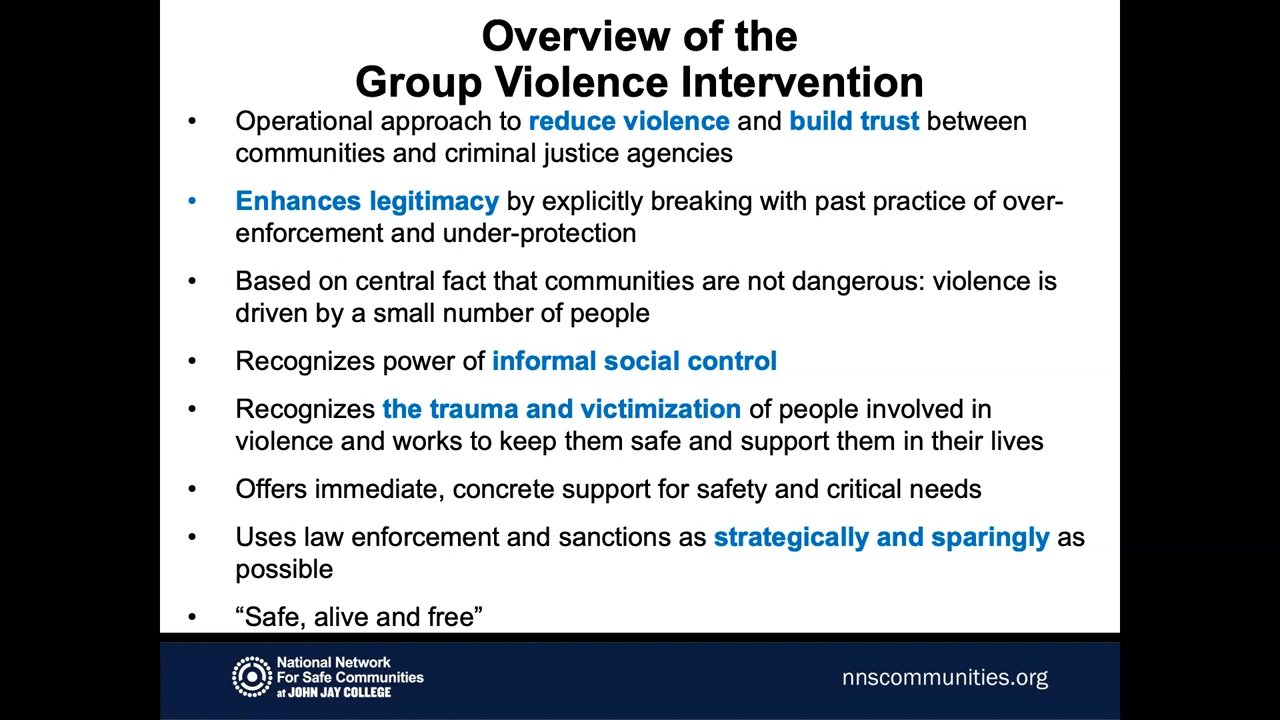 Overview of the
Group Violence Intervention
• Operational approach to reduce violence and build trust between
communities and criminal justice agencies
• Enhances legitimacy by explicitly breaking with past practice of over-
enforcement and under-protection
• Based on central fact that communities are not dangerous: violence is
driven by a small number of people
• Recognizes power of informal social control
• Recognizes the trauma and victimization of people involved in
violence and works to keep them safe and support them in their lives
• Offers immediate, concrete support for safety and critical needs
• Uses law enforcement and sanctions as strategically and sparingly as
possible
• “Safe, alive and free”
National Network
For Safe Communities
at JOHN JAY COLLEGE
nnscommunities.org